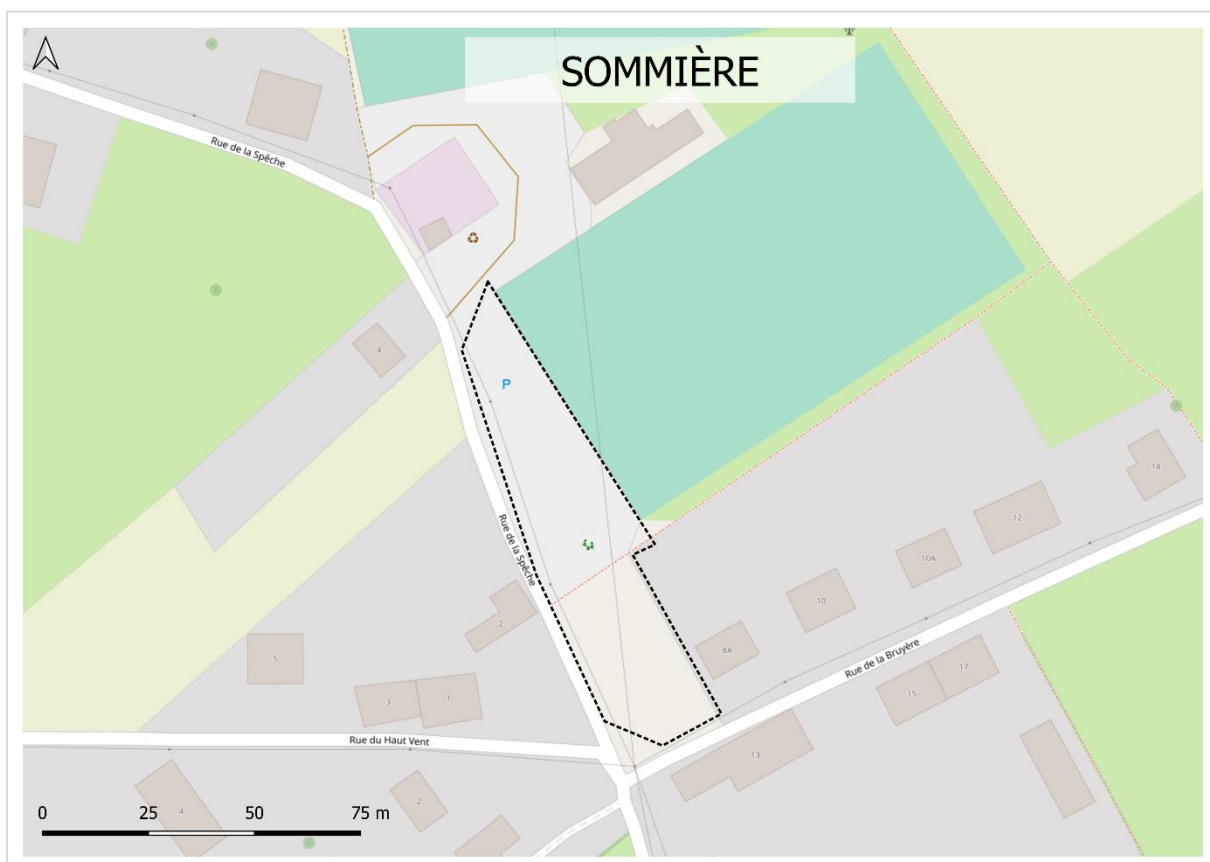 SOMMIÈRE
Rue de la Spêche
4
P
Rue de la Spêche
14
12
10A
10
8A
2
5
3
1
Rue de la Bruyère
17
15
13
Rue du Haut Vent
4
2
0 25 50 75 m